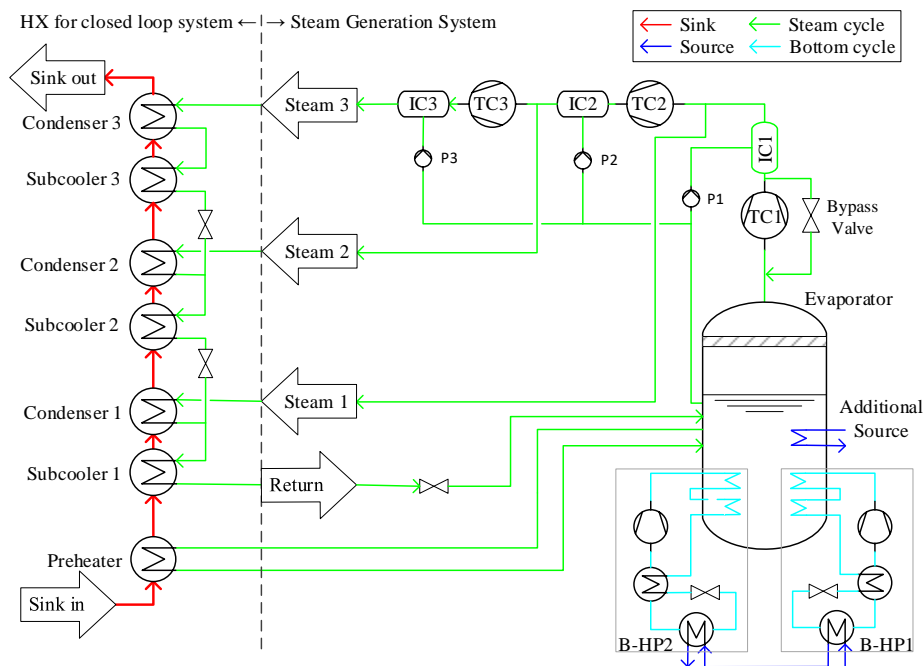 HX for closed loop system ← → Steam Generation System
Sink
Steam cycle
Source
Bottom cycle
Sink out
Steam 3
IC3
TC3
IC2
TC2
Condenser 3
IC1
P3
P2
Subcooler 3
P1
TC1
Bypass
Valve
Condenser 2
Steam 2
Evaporator
Subcooler 2
Condenser 1
Steam 1
Additional
Source
Subcooler 1
Return
Preheater
Sink in
B-HP2
B-HP1